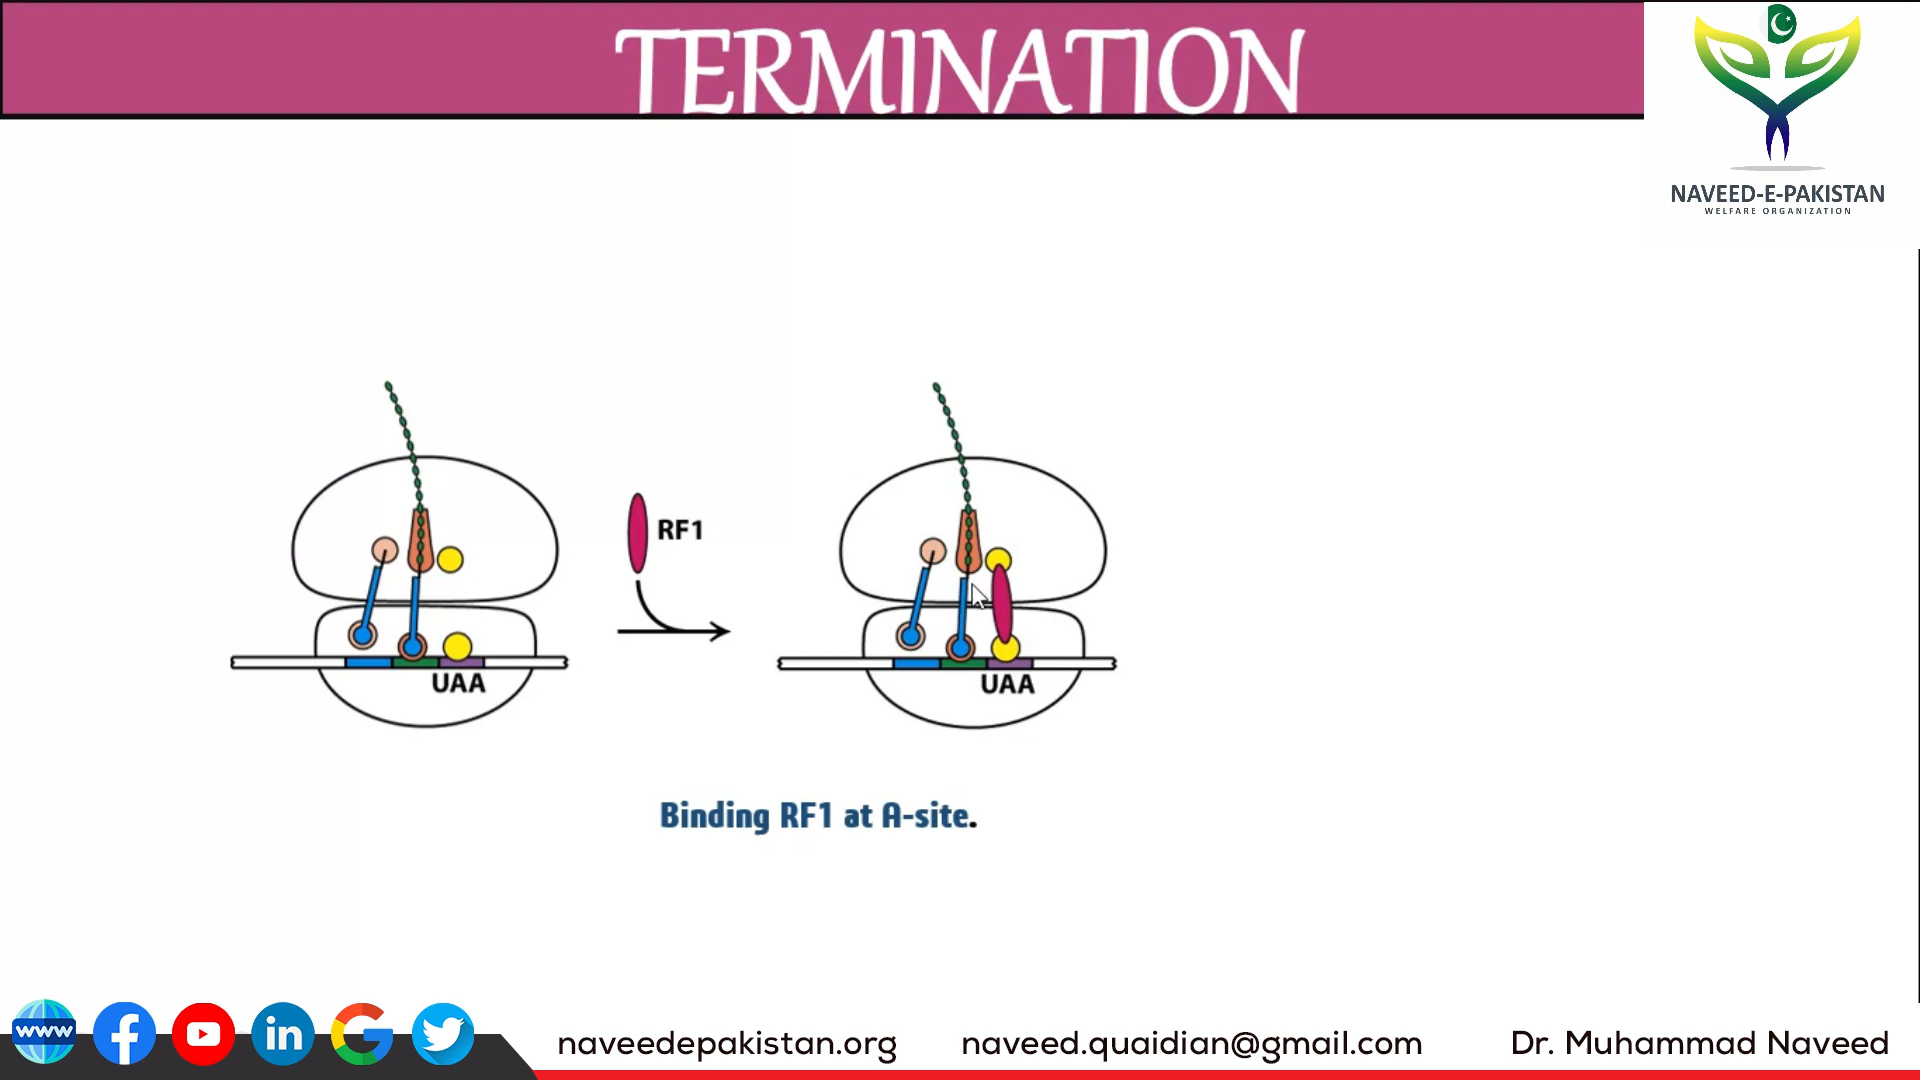 TERMINATION
NAVEED-E-PAKISTAN
WELFARE ORGANIZATION
RF1
UAA
UAA
Binding RF1 at A-site.
www
in
naveedepakistan.org
naveed.quaidian@gmail.com
Dr. Muhammad Naveed